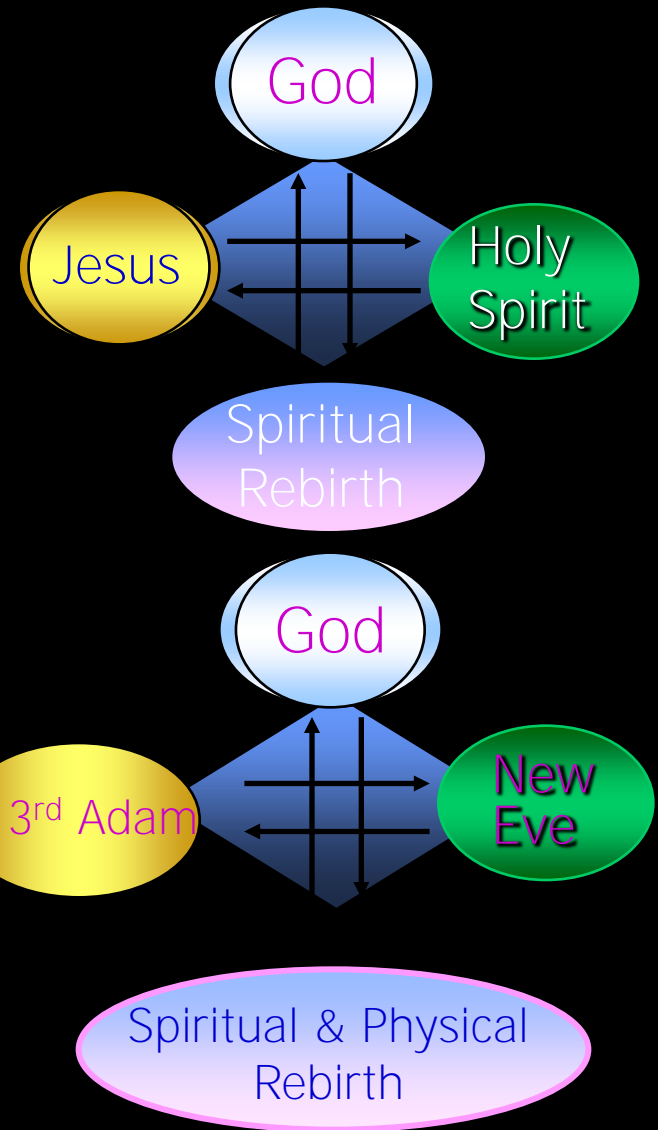 God
Jesus
Holy
Spirit
Spiritual
Rebirth
God
3rd Adam
New
Eve
Spiritual & Physical
Rebirth